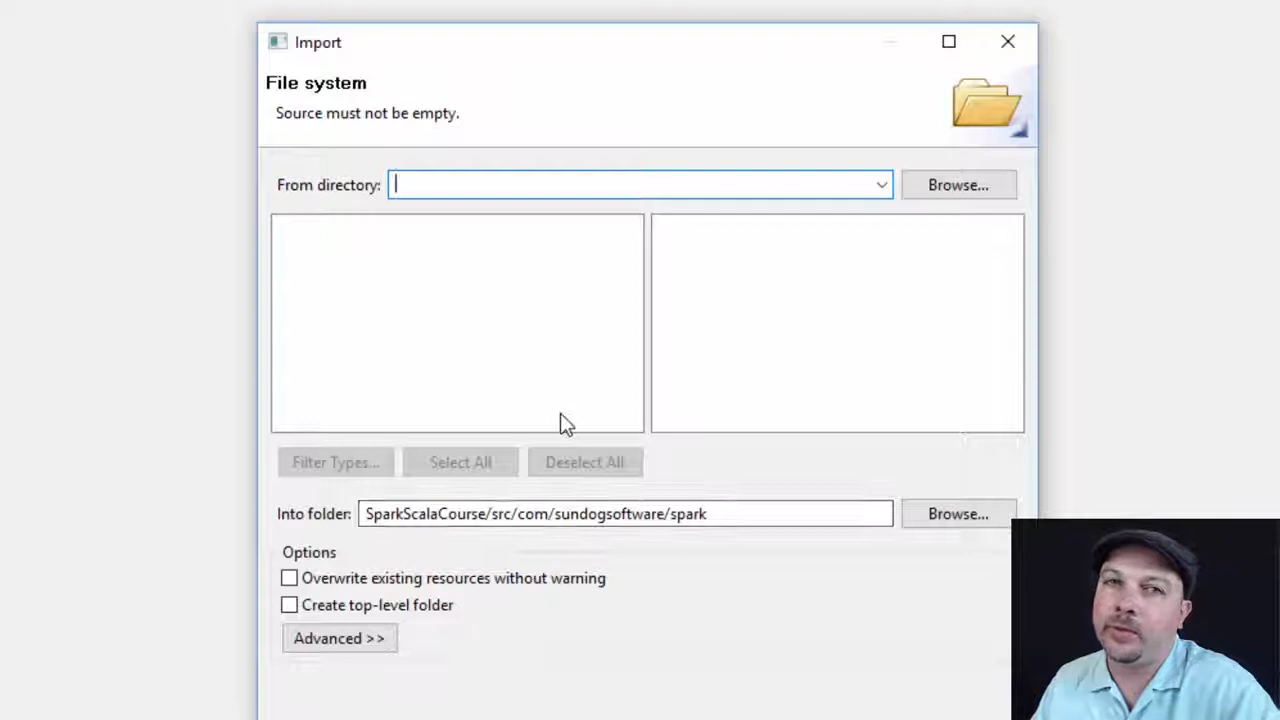 Import
File system
Source must not be empty.
From directory:
Browse...
Filter Types...
Select All
Deselect All
Into folder:
SparkScalaCourse/src/com/sundogsoftware/spark
Browse...
Options
Overwrite existing resources without warning
Create top-level folder
Advanced >>